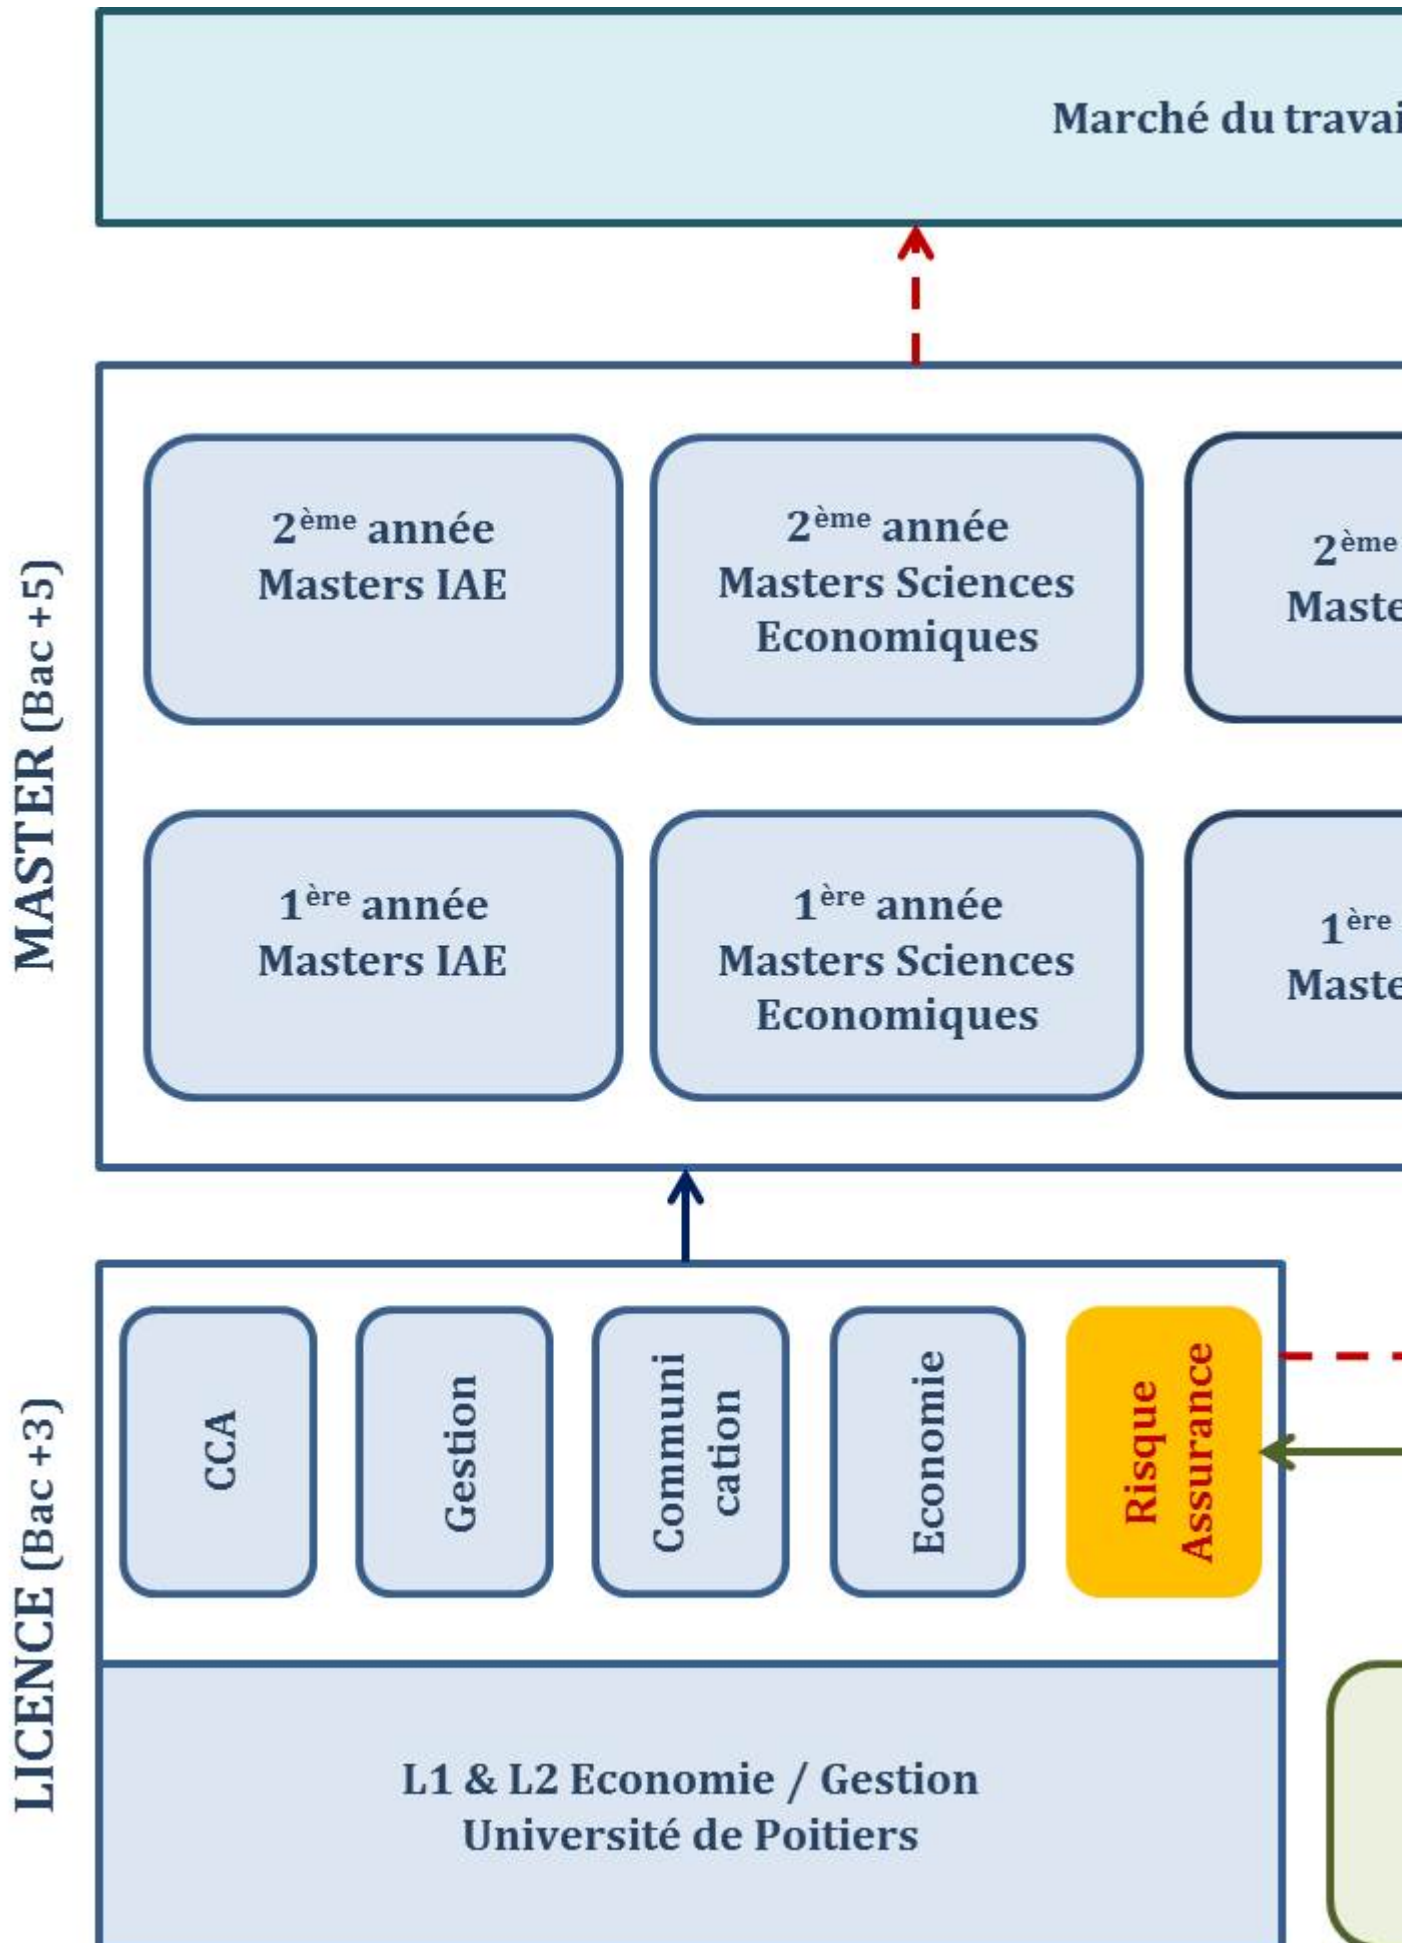 Marché du travai
MASTER (Bac +5)
2ème année
Masters IAE
2ème année
Masters Sciences
Economiques
2ème
Maste
1ère année
Masters IAE
1ère année
Masters Sciences
Economiques
1ère
Maste
LICENCE (Bac +3)
CCA
Gestion
Communi
cation
Economie
Risque
Assurance
L1 & L2 Economie / Gestion
Université de Poitiers